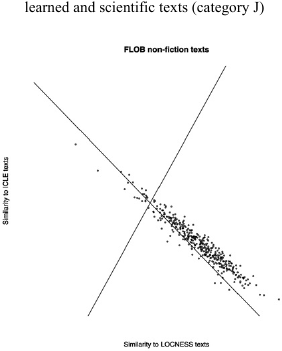 learned and scientific texts (category J)
FLOB non-fiction texts
Similarity to ICLE texts
Similarity to LOCNESS texts